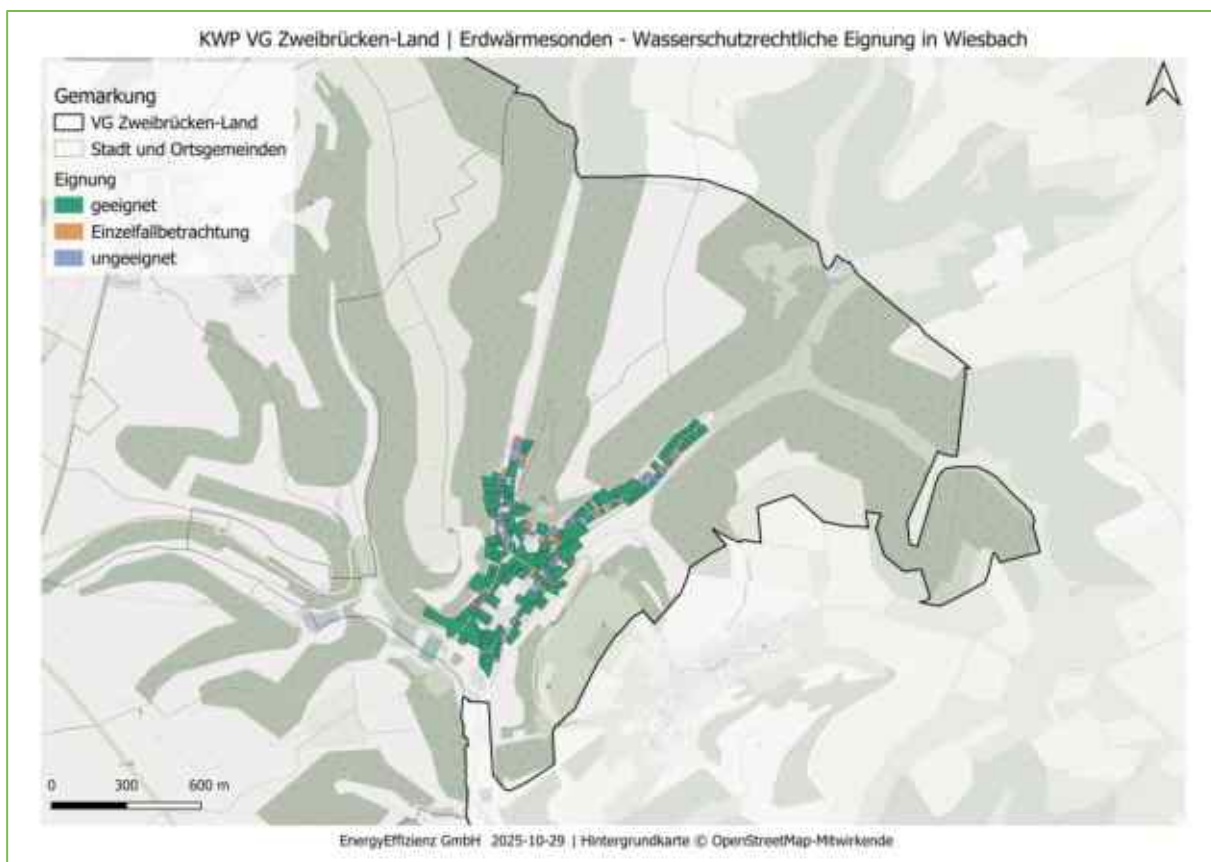 KWP VG Zweibrücken-Land | Erdwärmesonden - Wasserschutzrechtliche Eignung in Wiesbach
Gemarkung
VG Zweibrücken-Land
Stadt und Ortsgemeinden
Eignung
geeignet
Einzelfallbetrachtung
ungeeignet
0 300 600 m
EnergyEffizienz GmbH 2025-10-29 | Hintergrundkarte © OpenStreetMap-Mitwirkende